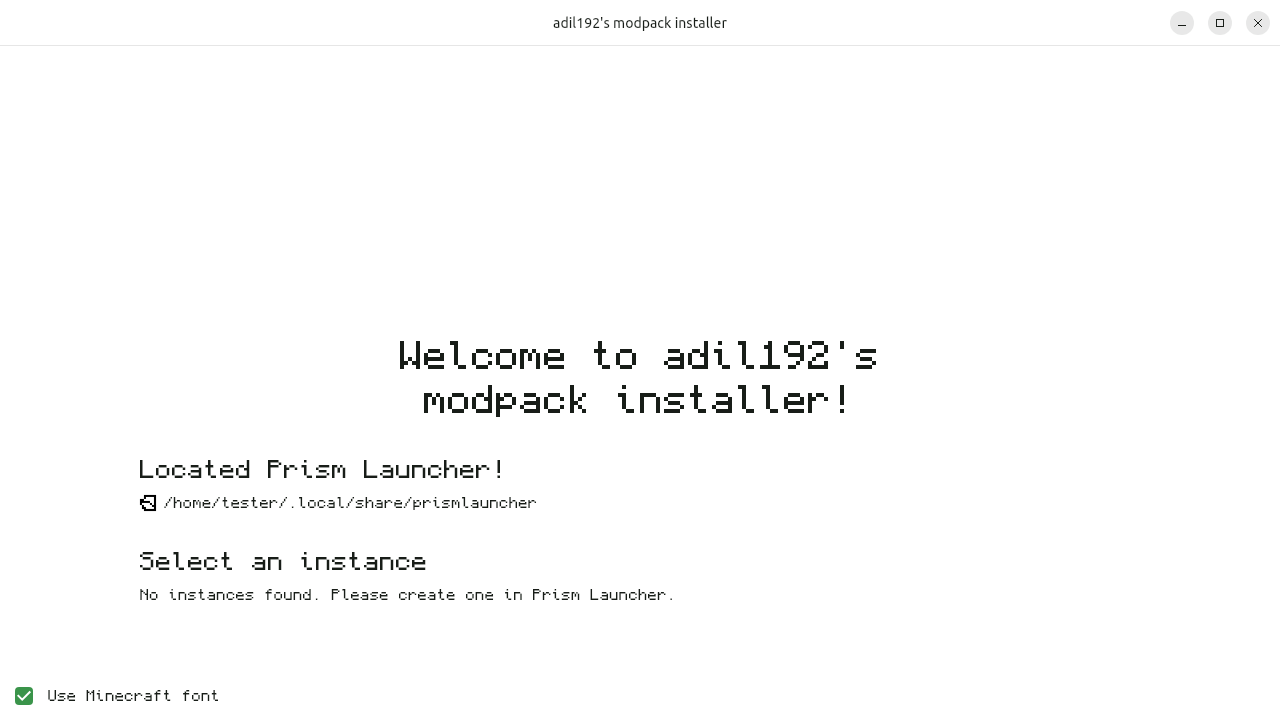 adil192's modpack installer
Welcome to adil192's
modpack installer!
Located Prism Launcher!
/home/tester/.local/share/prismlauncher
Select an instance
No instances found. Please create one in Prism Launcher.
Use Minecraft font